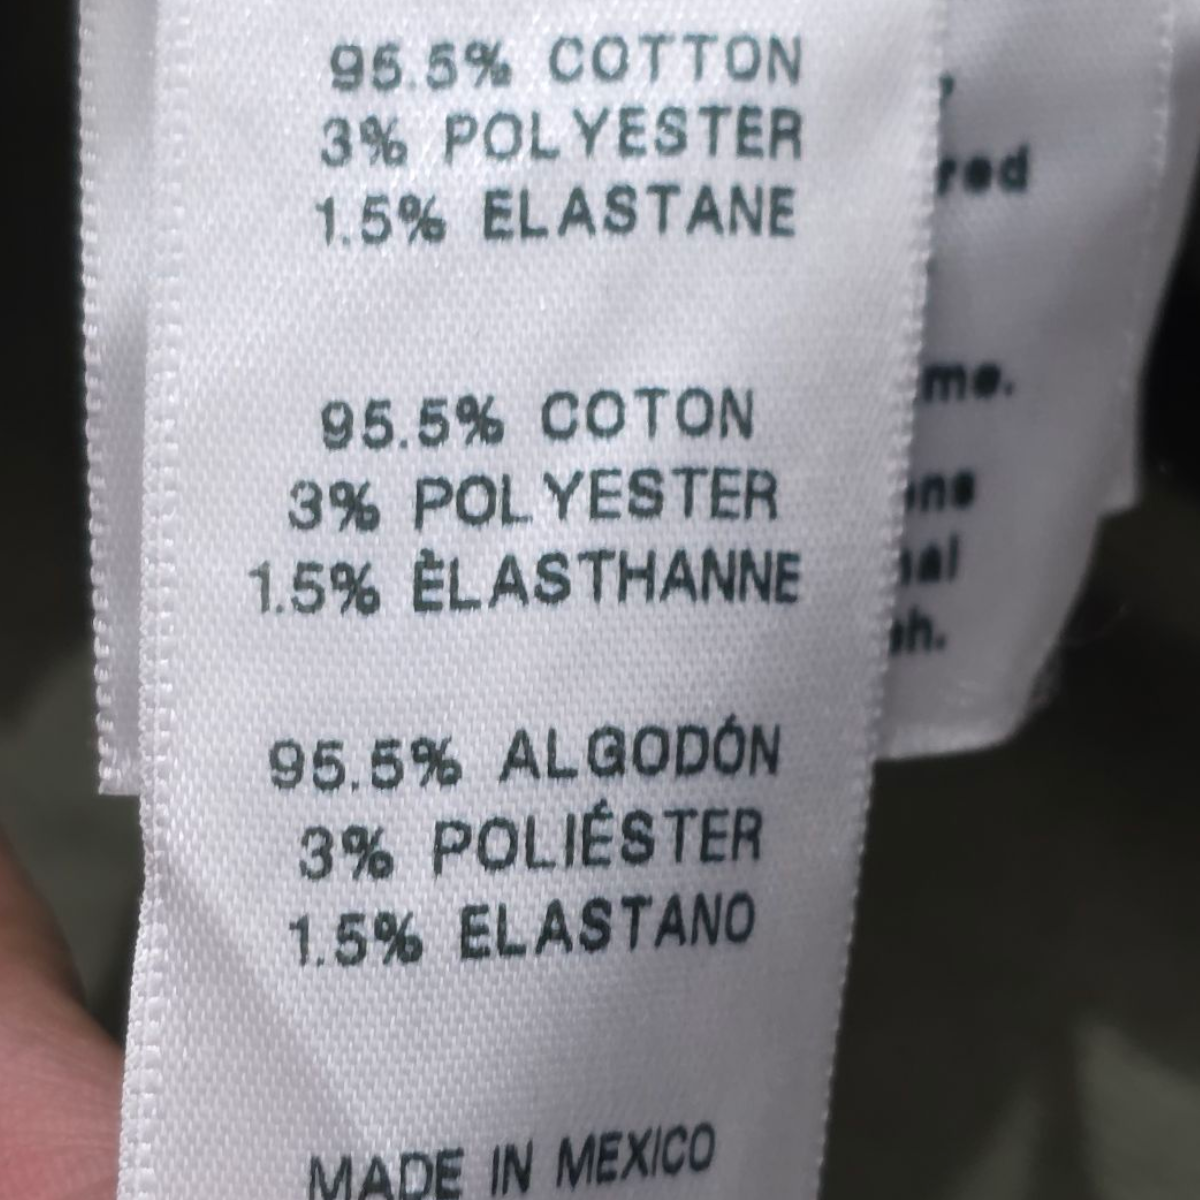 95.5% COTTON
3% POLYESTER
1.5% ELASTANE
95.5% COTON
3% POLYESTER
1.5% ÈLASTHANNE
95.5% ALGODÓN
3% POLIÉSTER
1.5% ELASTANO
MADE IN MEXICO